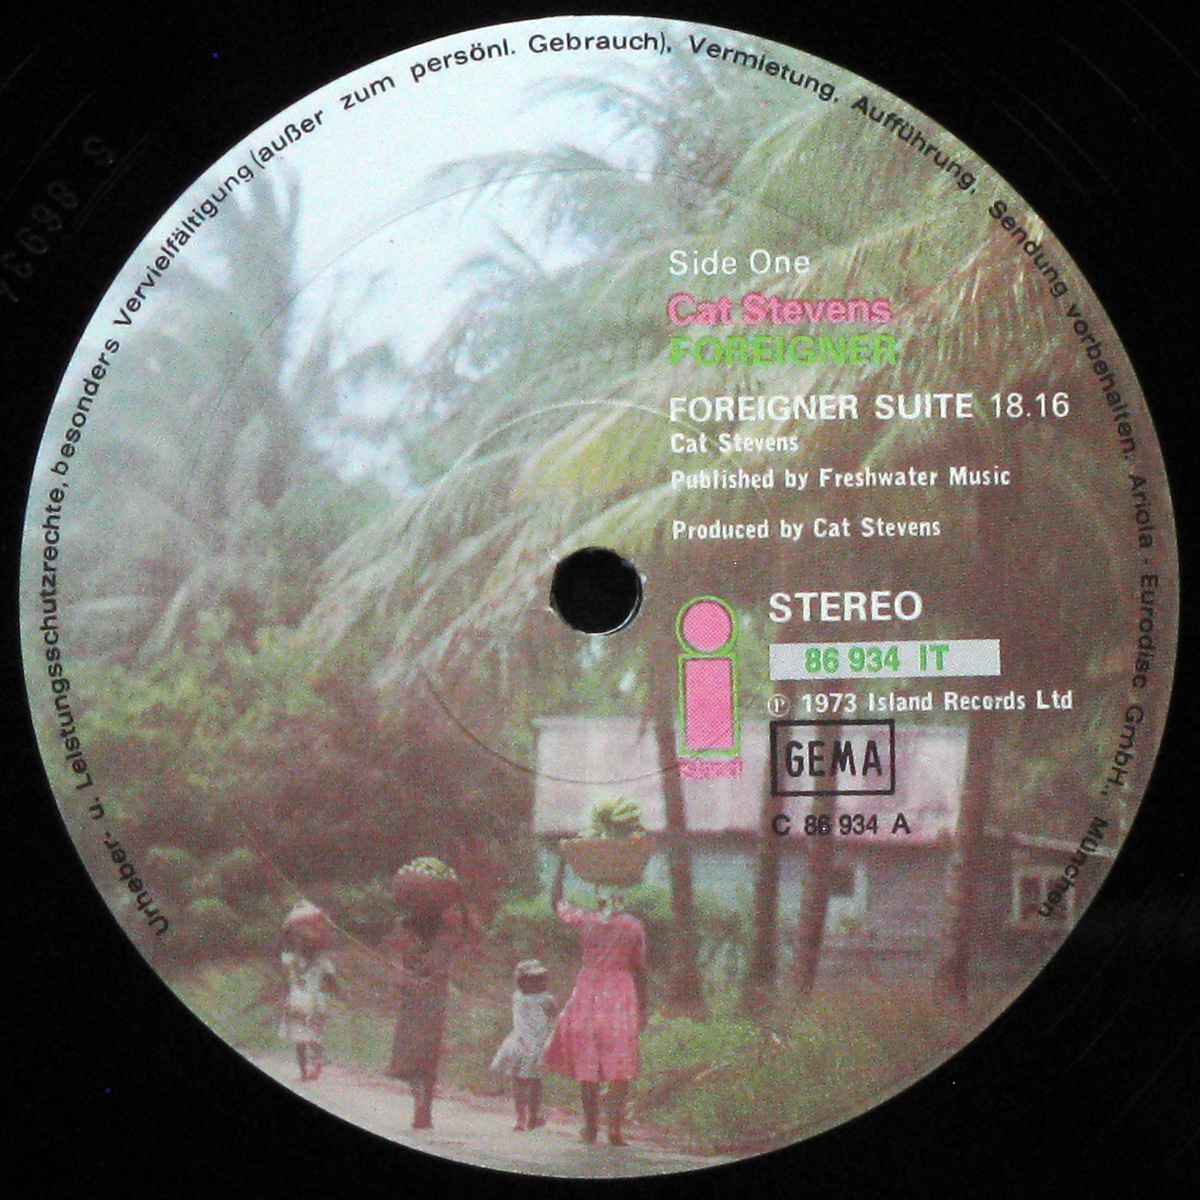 Urheber- u. Leistungsschutzrechte, besonders Vervielfältigung (außer zum persönl. Gebrauch), Vermietung, Aufführung, Sendung vorbehalten. Ariola - Eurodisc GmbH., München
Side One
Cat Stevens
FOREIGNER
FOREIGNER SUITE 18.16
Cat Stevens
Published by Freshwater Music
Produced by Cat Stevens
STEREO
86 934 IT
℗ 1973 Island Records Ltd
island
GEMA
C 86 934 A